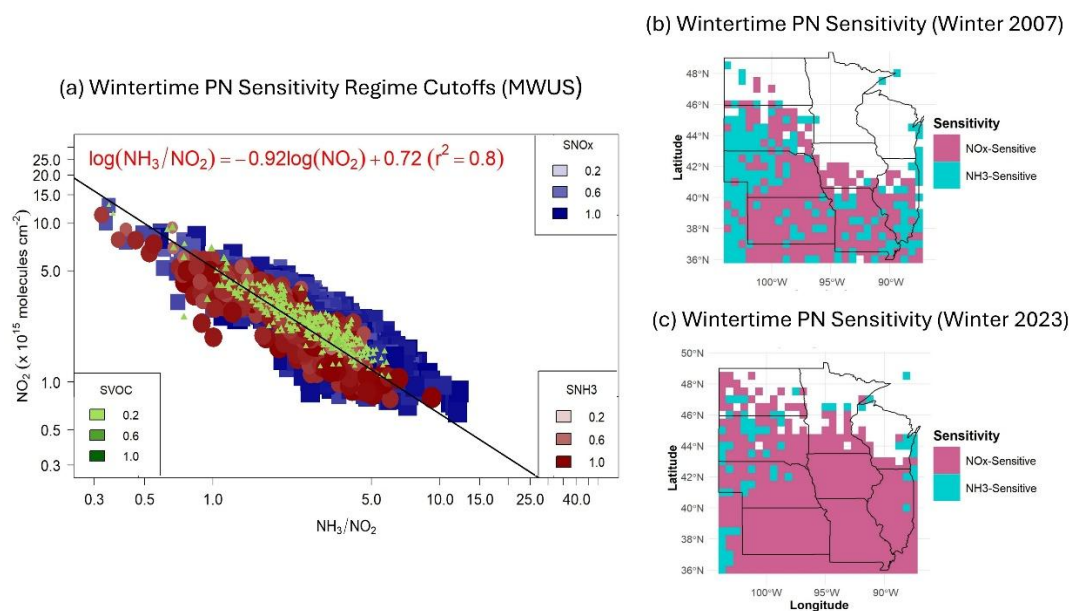 (a) Wintertime PN Sensitivity Regime Cutoffs (MWUS)
log(NH₃/NO₂) = −0.92log(NO₂) + 0.72 (r² = 0.8)
SNOx
0.2
0.6
1.0
SVOC
0.2
0.6
1.0
SNH3
0.2
0.6
1.0
NO₂ (x 10¹⁵ molecules cm⁻²)
25.0
20.0
15.0
10.0
5.0
1.0
0.5
0.3
0.3 0.5 1.0 5.0 10.0 15.0 25.0 40.0
NH₃/NO₂
(b) Wintertime PN Sensitivity (Winter 2007)
Latitude
48°N
46°N
44°N
42°N
40°N
38°N
36°N
100°W 95°W 90°W
Sensitivity
NOx-Sensitive
NH3-Sensitive
(c) Wintertime PN Sensitivity (Winter 2023)
Latitude
50°N
48°N
46°N
44°N
42°N
40°N
38°N
36°N
100°W 95°W 90°W
Longitude
Sensitivity
NOx-Sensitive
NH3-Sensitive